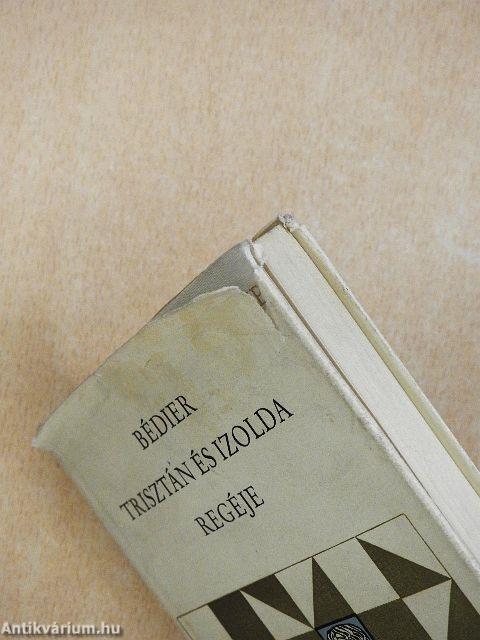 BÉDIER
TRISZTÁN ÉS IZOLDA
REGÉJE
Antikvárium.hu